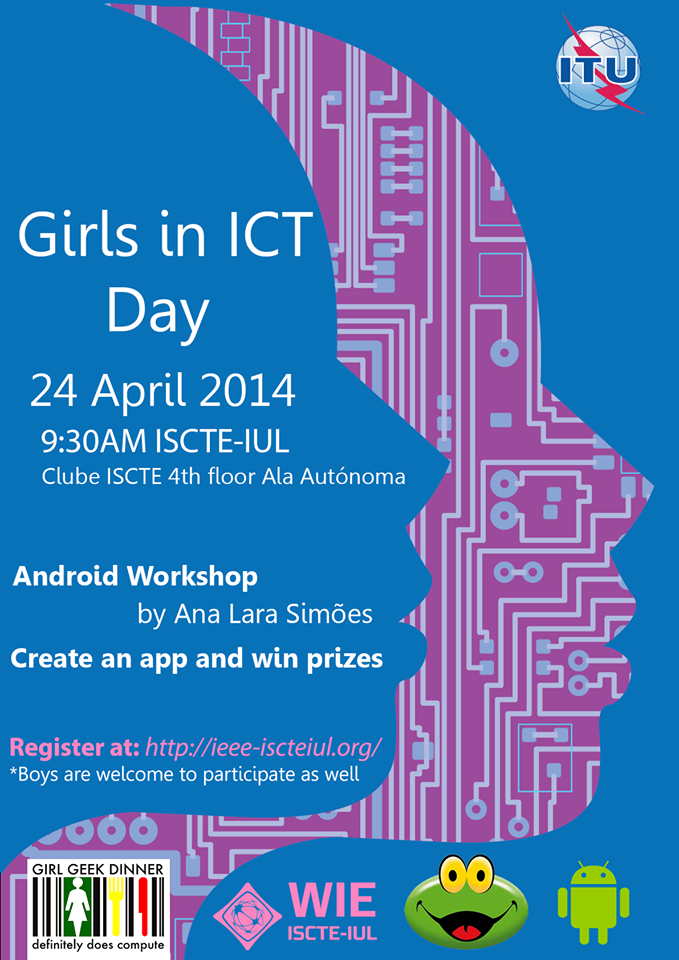 ITU
Girls in ICT
Day
24 April 2014
9:30AM ISCTE-IUL
Clube ISCTE 4th floor Ala Autónoma
Android Workshop
by Ana Lara Simões
Create an app and win prizes
Register at: http://ieee-iscteiul.org/
*Boys are welcome to participate as well
GIRL GEEK DINNER
definitely does compute
WIE
ISCTE-IUL